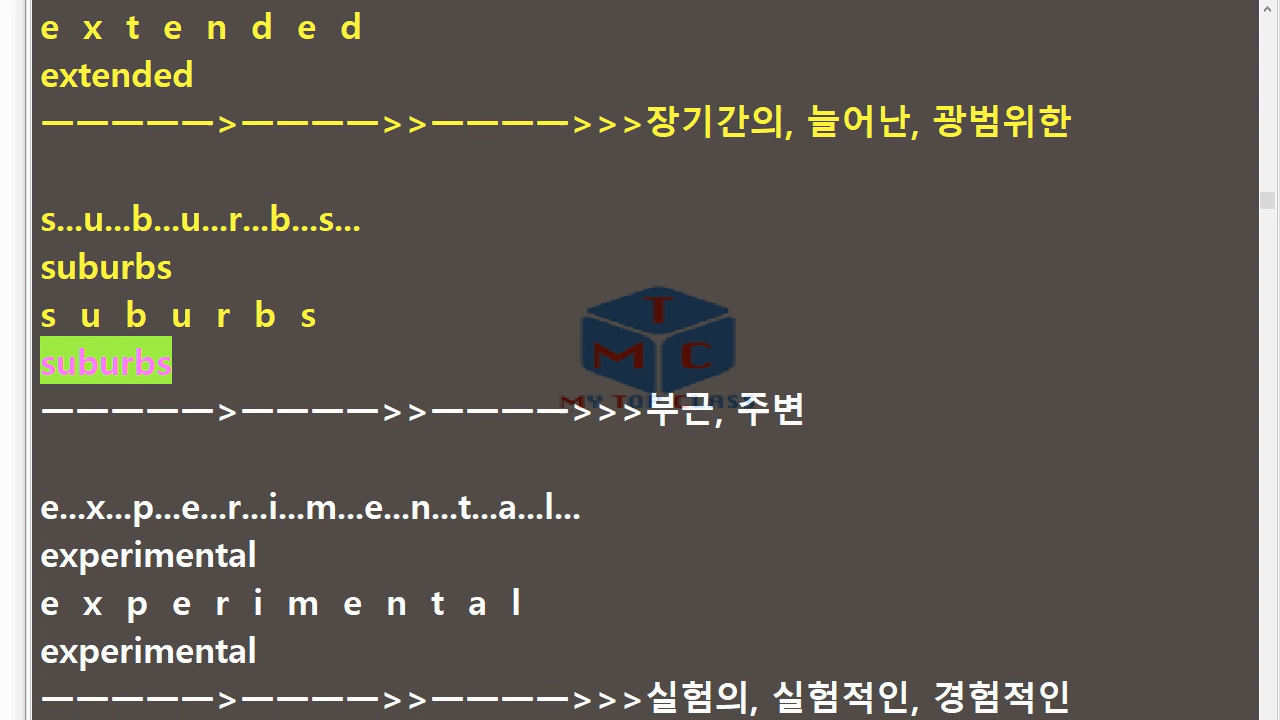 e x t e n d e d
extended
ㅡㅡㅡㅡㅡ>ㅡㅡㅡㅡ>>ㅡㅡㅡㅡ>>>장기간의, 늘어난, 광범위한
s...u...b...u...r...b...s...
suburbs
s u b u r b s
suburbs
ㅡㅡㅡㅡㅡ>ㅡㅡㅡㅡ>>ㅡㅡㅡㅡ>>>부근, 주변
T
M C
e...x...p...e...r...i...m...e...n...t...a...l...
experimental
e x p e r i m e n t a l
experimental
ㅡㅡㅡㅡㅡ>ㅡㅡㅡㅡ>>ㅡㅡㅡㅡ>>>실험의, 실험적인, 경험적인